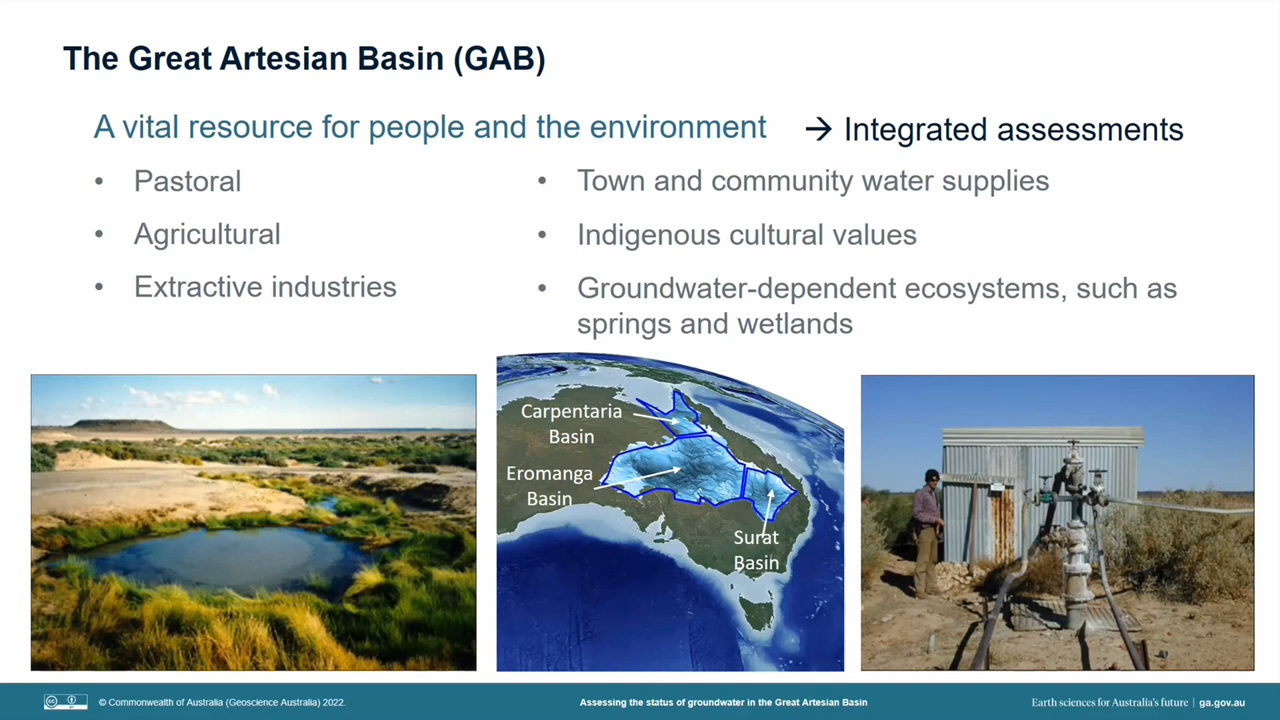 The Great Artesian Basin (GAB)
A vital resource for people and the environment
→ Integrated assessments
• Pastoral
• Agricultural
• Extractive industries
• Town and community water supplies
• Indigenous cultural values
• Groundwater-dependent ecosystems, such as
springs and wetlands
Carpentaria
Basin
Eromanga
Basin
Surat
Basin
© Commonwealth of Australia (Geoscience Australia) 2022.
Assessing the status of groundwater in the Great Artesian Basin
Earth sciences for Australia's future | ga.gov.au